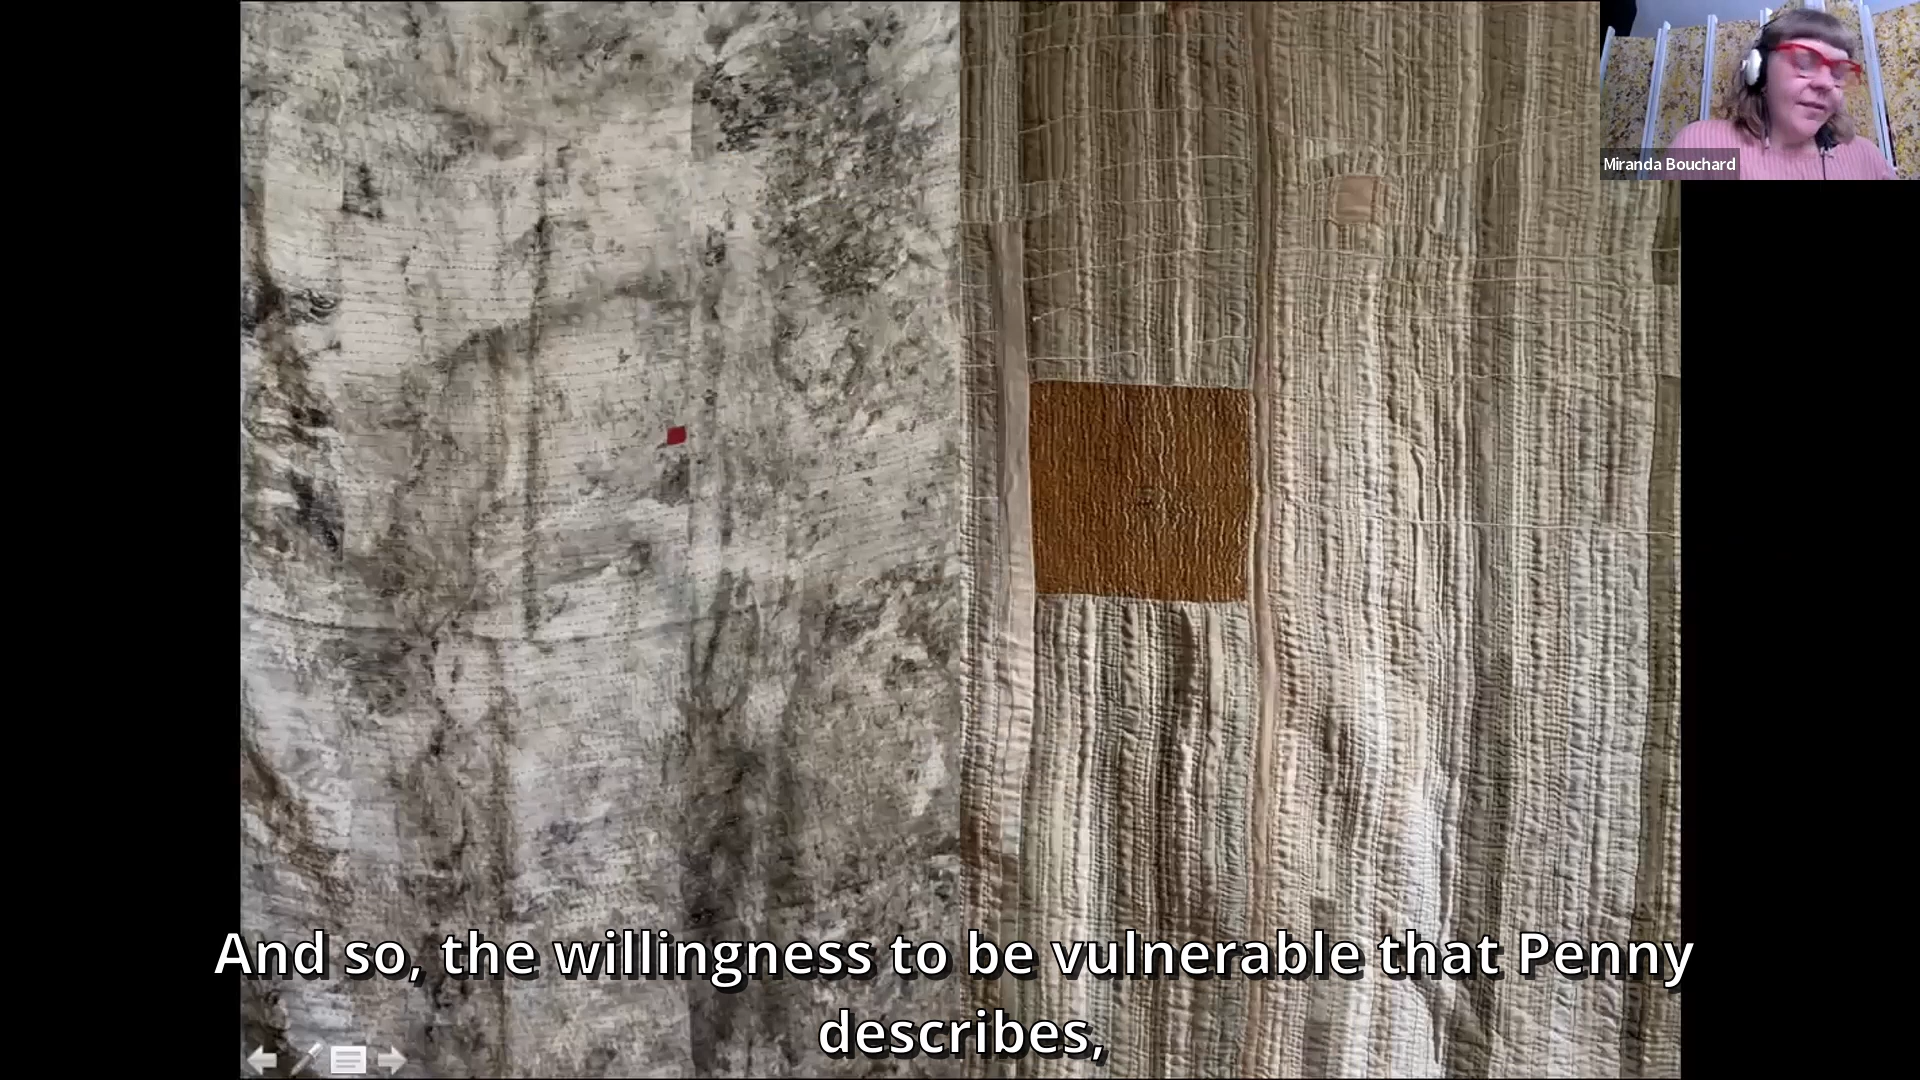 Miranda Bouchard
And so, the willingness to be vulnerable that Penny
describes,